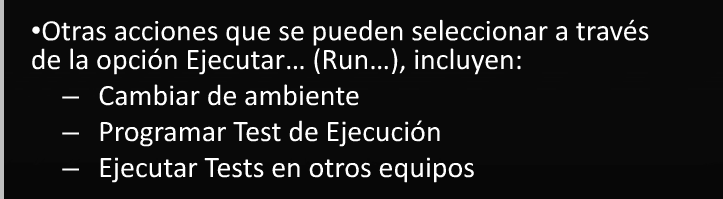 •Otras acciones que se pueden seleccionar a través
de la opción Ejecutar... (Run...), incluyen:
– Cambiar de ambiente
– Programar Test de Ejecución
– Ejecutar Tests en otros equipos